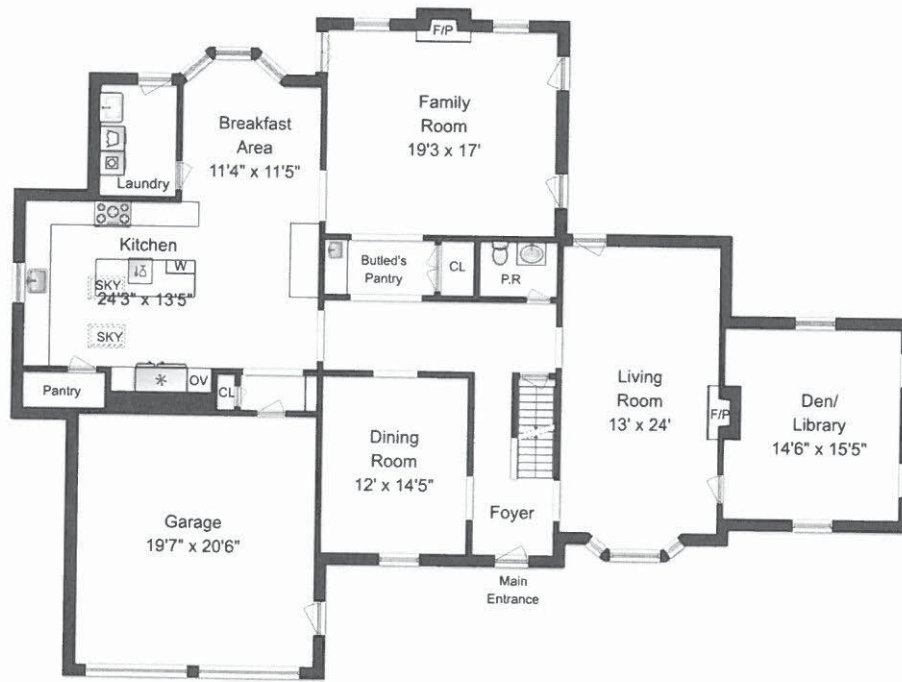 F/P
Family
Room
19'3 x 17'
Breakfast
Area
11'4" x 11'5"
Laundry
Kitchen
W
SKY
24'3" x 13'5"
SKY
Butled's
Pantry
CL
P.R
Pantry
OV
CL
Living
Room
13' x 24'
F/P
Den/
Library
14'6" x 15'5"
Dining
Room
12' x 14'5"
Foyer
Garage
19'7" x 20'6"
Main
Entrance